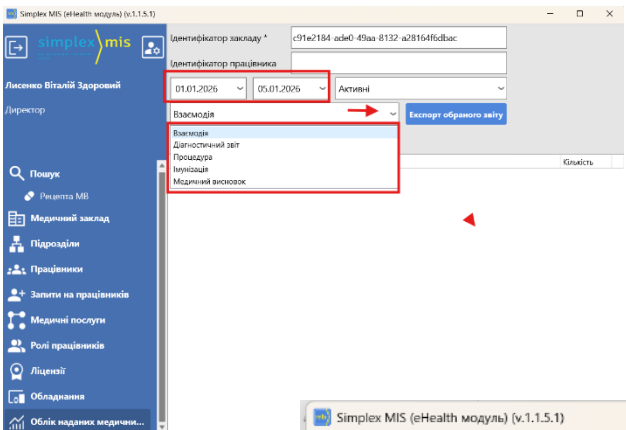 Simplex MIS (eHealth модуль) (v.1.1.5.1)
simplex mis
Ідентифікатор закладу *
c91e2184-ade0-49aa-8132-a28164f6dbac
Ідентифікатор працівника
Лисенко Віталій Здоровий
Директор
01.01.2026
05.01.2026
Активні
Взаємодія
Експорт обраного звіту
Взаємодія
Діагностичний звіт
Процедура
Імунізація
Медичний висновок
Кількість
Пошук
Рецепта МВ
Медичний заклад
Підрозділи
Працівники
Запити на працівників
Медичні послуги
Ролі працівників
Ліцензії
Обладнання
Облік наданих медични...
Simplex MIS (eHealth модуль) (v.1.1.5.1)